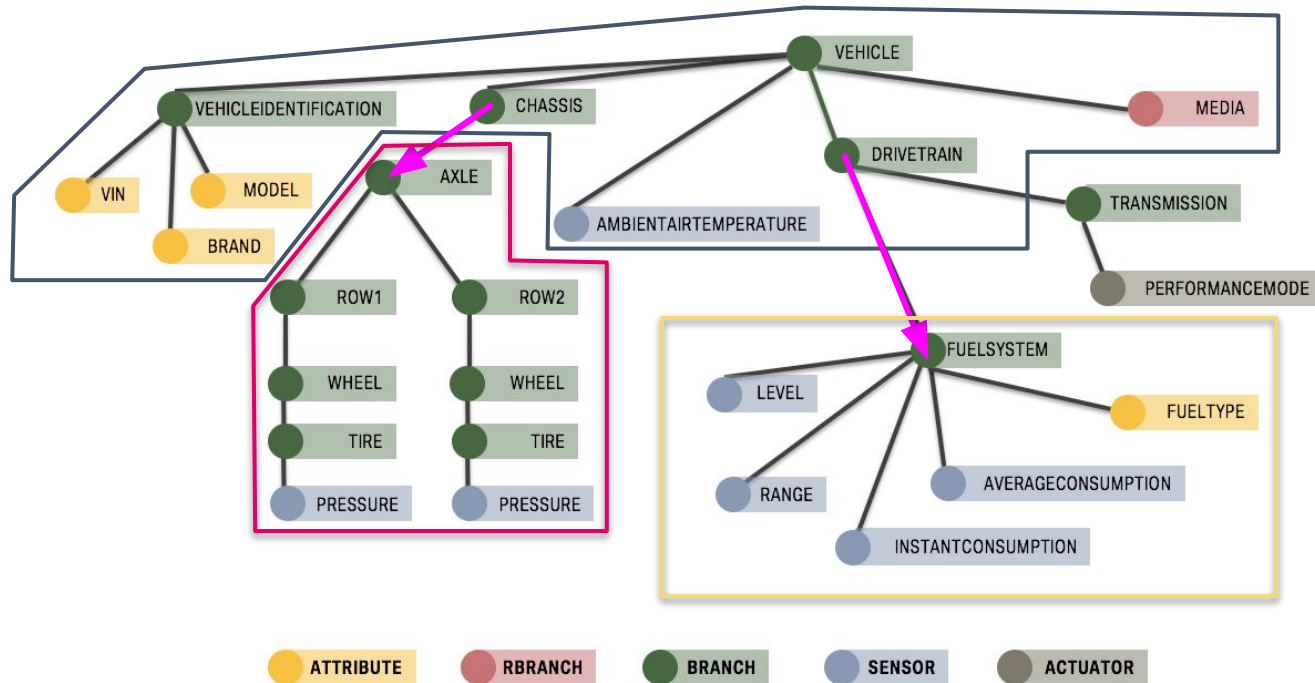 VEHICLE
VEHICLEIDENTIFICATION
CHASSIS
MEDIA
DRIVETRAIN
AXLE
VIN
MODEL
TRANSMISSION
BRAND
AMBIENTAIRTEMPERATURE
ROW1
ROW2
PERFORMANCEMODE
FUELSYSTEM
WHEEL
WHEEL
LEVEL
FUELTYPE
TIRE
TIRE
AVERAGECONSUMPTION
RANGE
PRESSURE
PRESSURE
INSTANTCONSUMPTION
ATTRIBUTE
RBRANCH
BRANCH
SENSOR
ACTUATOR